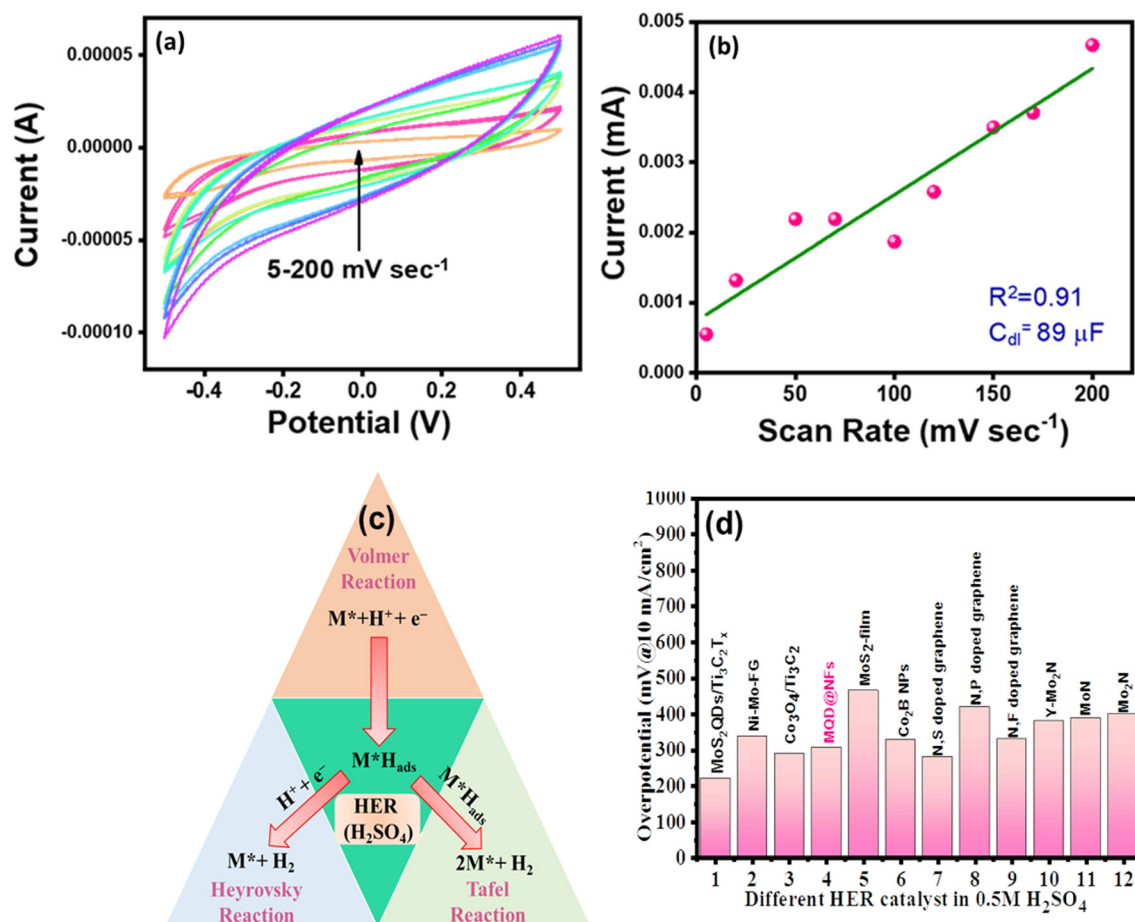 (a)
0.00005
0.00000
-0.00005
-0.00010
Current (A)
5-200 mV sec⁻¹
-0.4 -0.2 0.0 0.2 0.4
Potential (V)
(b)
0.005
0.004
0.003
0.002
0.001
0.000
Current (mA)
R²=0.91
C_dl= 89 µF
0 50 100 150 200
Scan Rate (mV sec⁻¹)
(c)
Volmer
Reaction
M*+H⁺+ e⁻
M*H_ads
H⁺+ e⁻
M*H_ads
HER
(H₂SO₄)
M*+ H₂
2M*+ H₂
Heyrovsky
Reaction
Tafel
Reaction
(d)
1000
900
800
700
600
500
400
300
200
100
0
Overpotential (mV@10 mA/cm²)
MoS₂QDs/Ti₃C₂Tₓ
Ni-Mo-FG
Co₃O₄/Ti₃C₂
MQD@NFs
MoS₂-film
Co₂B NPs
N,S doped graphene
N,P doped graphene
N,F doped graphene
Y-Mo₂N
MoN
Mo₂N
1 2 3 4 5 6 7 8 9 10 11 12
Different HER catalyst in 0.5M H₂SO₄